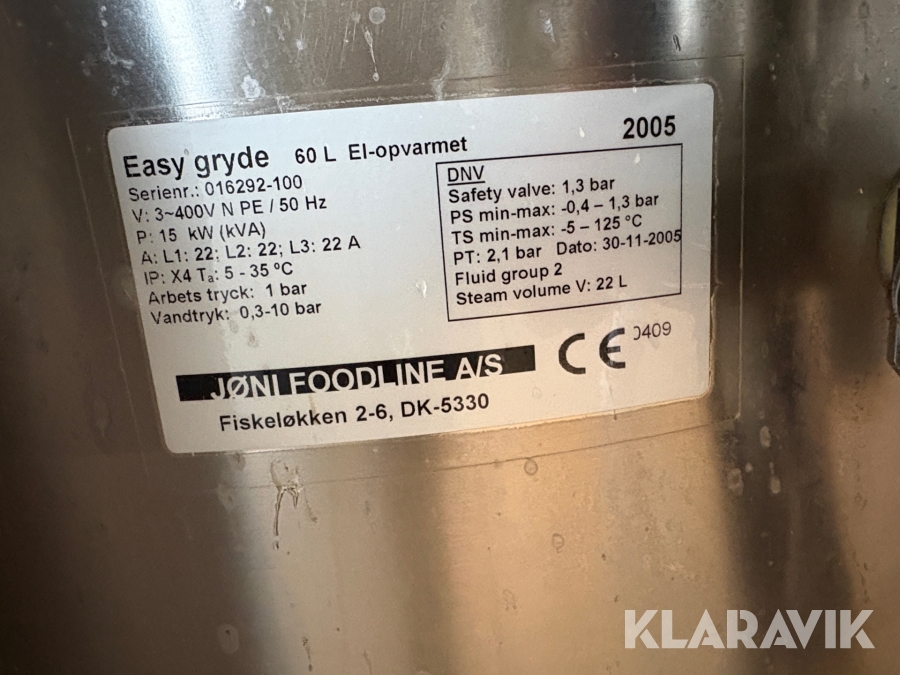 Easy gryde 60 L El-opvarmet
2005
Serienr.: 016292-100
V: 3~400V N PE / 50 Hz
P: 15 kW (kVA)
A: L1: 22; L2: 22; L3: 22 A
IP: X4 Ta: 5 - 35 °C
Arbets tryck: 1 bar
Vandtryk: 0,3-10 bar
DNV
Safety valve: 1,3 bar
PS min-max: -0,4 – 1,3 bar
TS min-max: -5 – 125 °C
PT: 2,1 bar Dato: 30-11-2005
Fluid group 2
Steam volume V: 22 L
CE 0409
JØNI FOODLINE A/S
Fiskeløkken 2-6, DK-5330
KLARAVIK